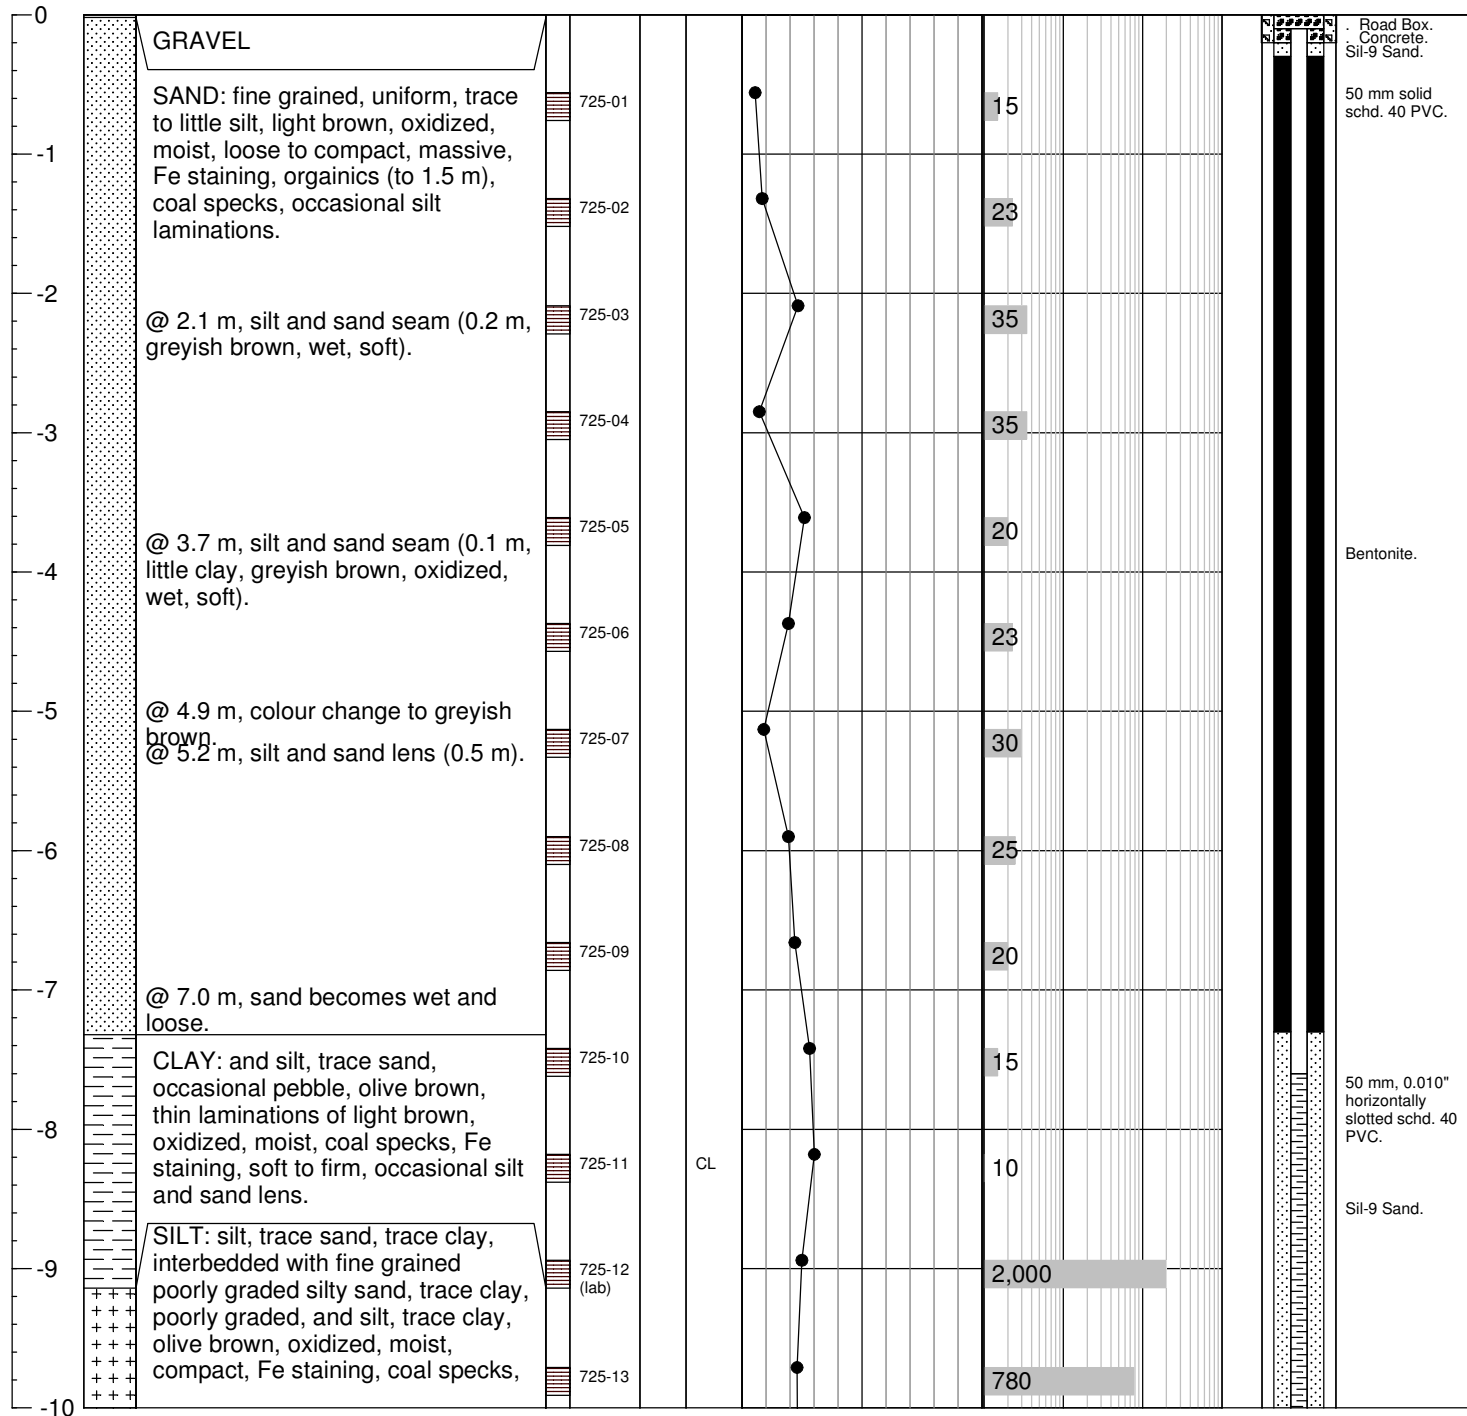 0
-1
-2
-3
-4
-5
-6
-7
-8
-9
-10
GRAVEL
SAND: fine grained, uniform, trace
to little silt, light brown, oxidized,
moist, loose to compact, massive,
Fe staining, orgainics (to 1.5 m),
coal specks, occasional silt
laminations.
@ 2.1 m, silt and sand seam (0.2 m,
greyish brown, wet, soft).
@ 3.7 m, silt and sand seam (0.1 m,
little clay, greyish brown, oxidized,
wet, soft).
@ 4.9 m, colour change to greyish
brown.
@ 5.2 m, silt and sand lens (0.5 m).
@ 7.0 m, sand becomes wet and
loose.
CLAY: and silt, trace sand,
occasional pebble, olive brown,
thin laminations of light brown,
oxidized, moist, coal specks, Fe
staining, soft to firm, occasional silt
and sand lens.
SILT: silt, trace sand, trace clay,
interbedded with fine grained
poorly graded silty sand, trace clay,
poorly graded, and silt, trace clay,
olive brown, oxidized, moist,
compact, Fe staining, coal specks,
725-01
725-02
725-03
725-04
725-05
725-06
725-07
725-08
725-09
725-10
725-11
725-12
(lab)
725-13
CL
15
23
35
35
20
23
30
25
20
15
10
2,000
780
. Road Box.
. Concrete.
Sil-9 Sand.
50 mm solid
schd. 40 PVC.
Bentonite.
50 mm, 0.010"
horizontally
slotted schd. 40
PVC.
Sil-9 Sand.